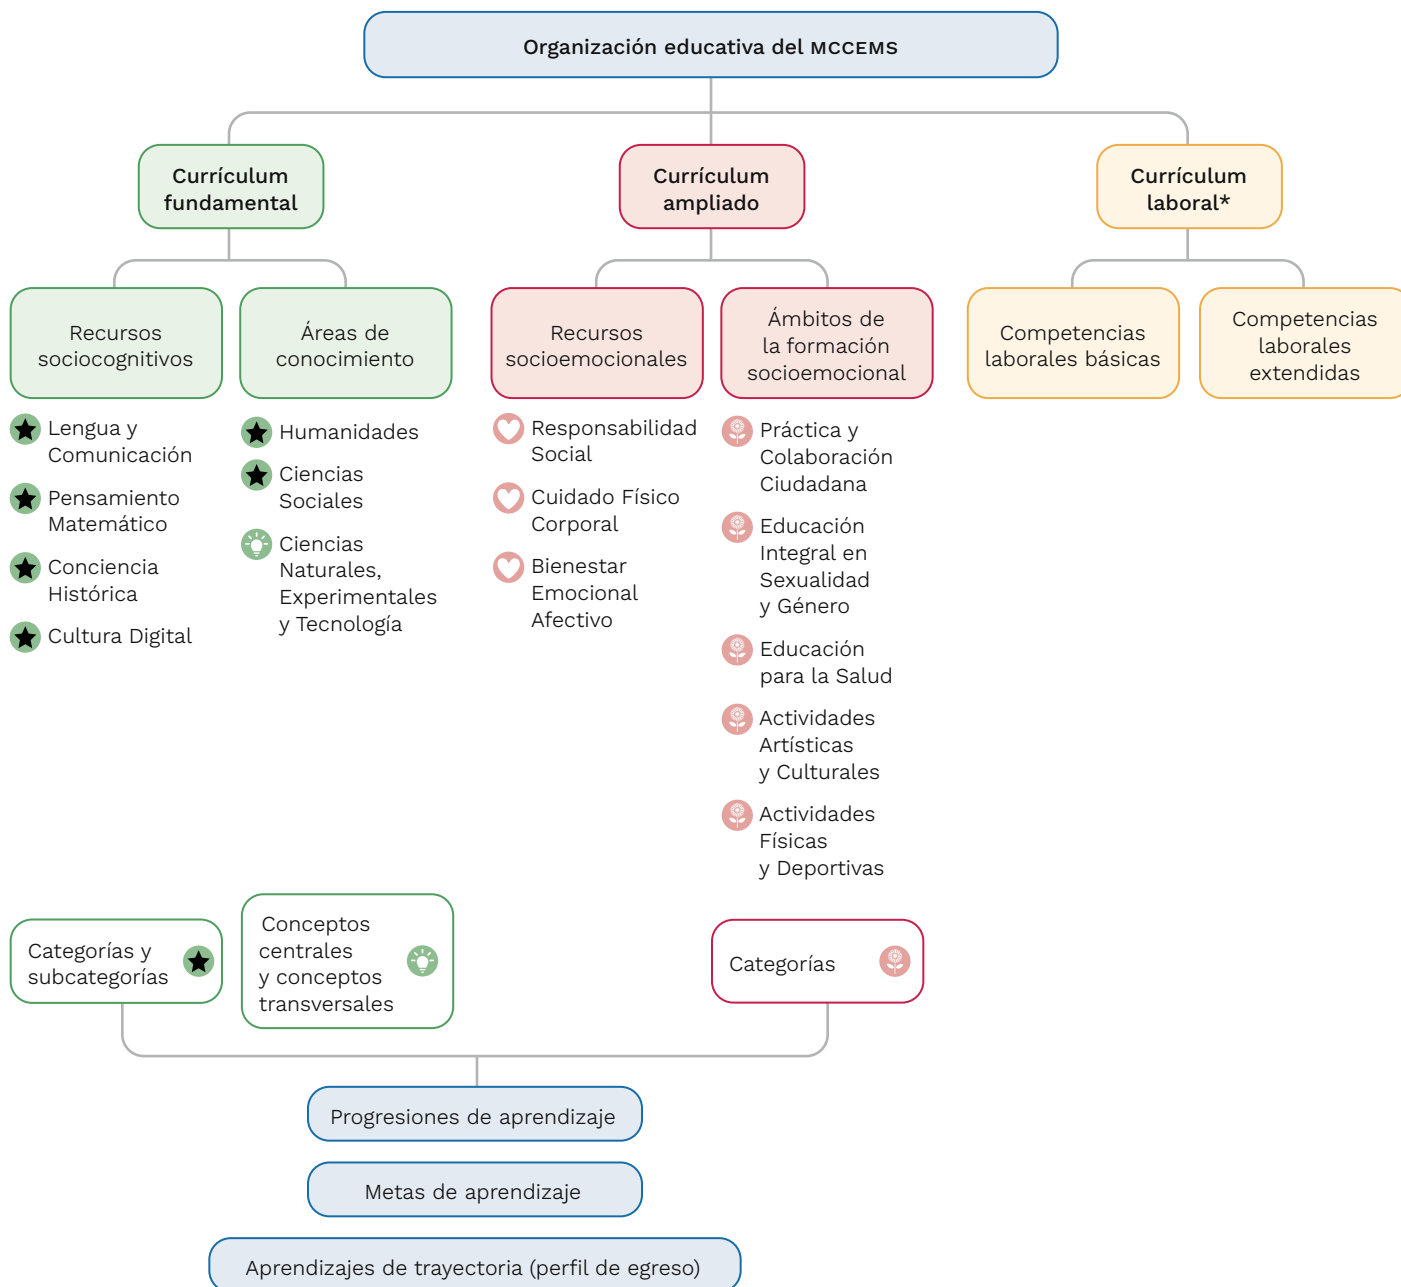 Organización educativa del MCCEMS
Currículum
fundamental
Currículum
ampliado
Currículum
laboral*
Recursos
sociocognitivos
Áreas de
conocimiento
Recursos
socioemocionales
Ámbitos de
la formación
socioemocional
Competencias
laborales básicas
Competencias
laborales
extendidas
Lengua y
Comunicación
Pensamiento
Matemático
Conciencia
Histórica
Cultura Digital
Humanidades
Ciencias
Sociales
Ciencias
Naturales,
Experimentales
y Tecnología
Responsabilidad
Social
Cuidado Físico
Corporal
Bienestar
Emocional
Afectivo
Práctica y
Colaboración
Ciudadana
Educación
Integral en
Sexualidad
y Género
Educación
para la Salud
Actividades
Artísticas
y Culturales
Actividades
Físicas
y Deportivas
Categorías y
subcategorías
Conceptos
centrales
y conceptos
transversales
Categorías
Progresiones de aprendizaje
Metas de aprendizaje
Aprendizajes de trayectoria (perfil de egreso)